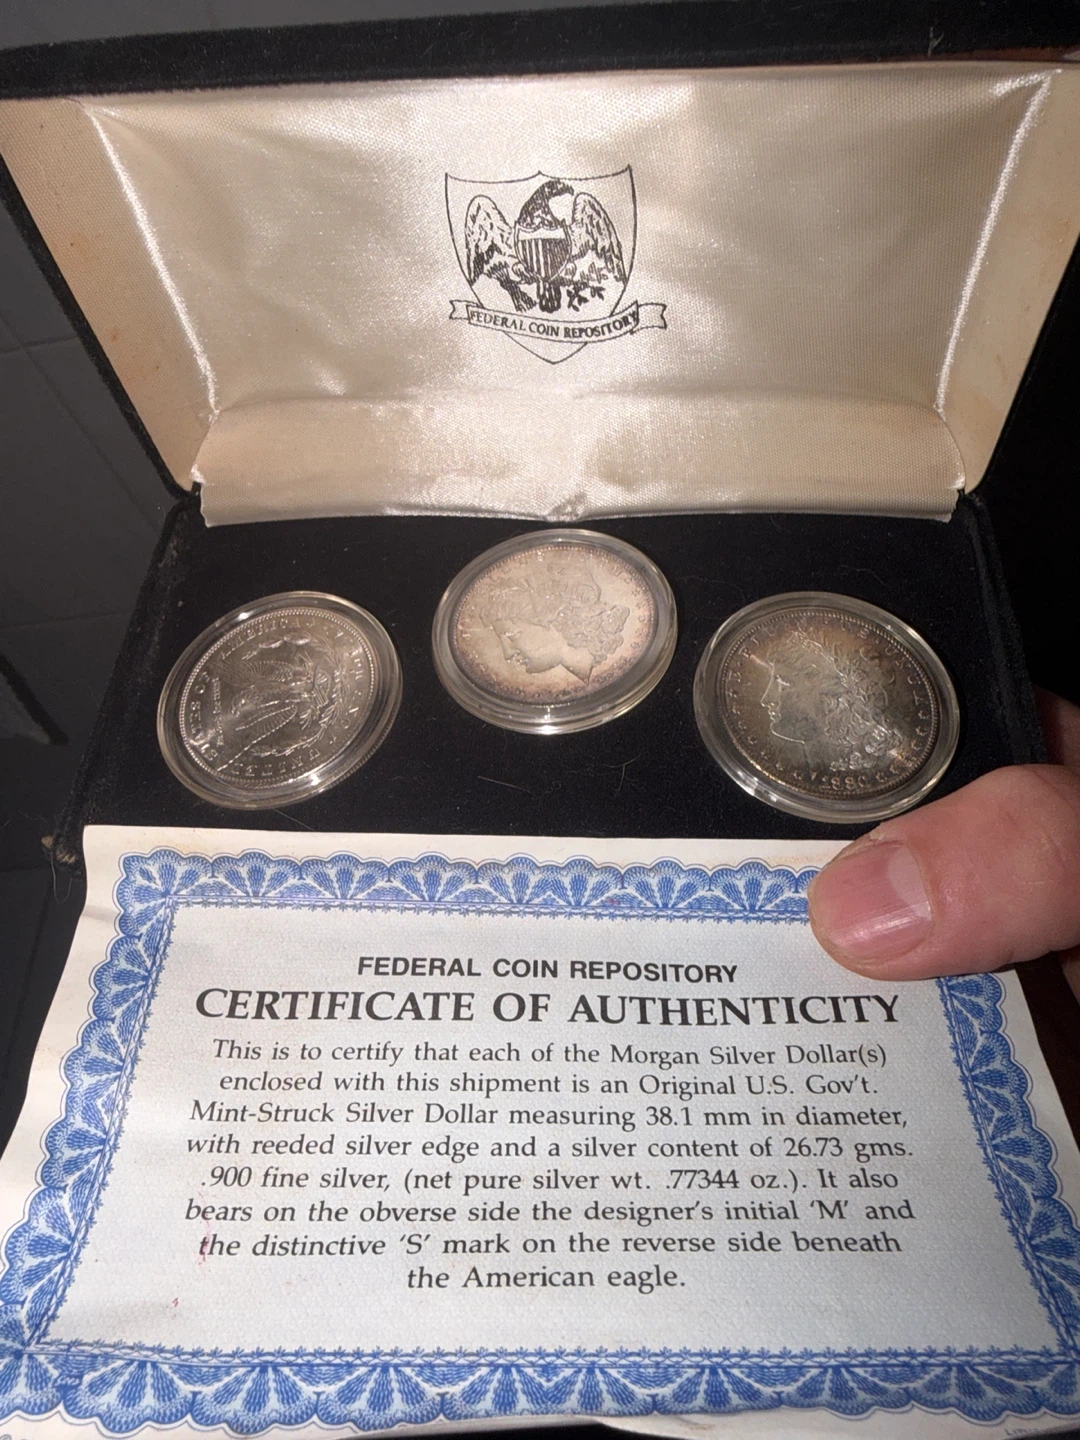 FEDERAL COIN REPOSITORY
1880
FEDERAL COIN REPOSITORY
CERTIFICATE OF AUTHENTICITY
This is to certify that each of the Morgan Silver Dollar(s)
enclosed with this shipment is an Original U.S. Gov't.
Mint-Struck Silver Dollar measuring 38.1 mm in diameter,
with reeded silver edge and a silver content of 26.73 gms.
.900 fine silver, (net pure silver wt. .77344 oz.). It also
bears on the obverse side the designer's initial 'M' and
the distinctive 'S' mark on the reverse side beneath
the American eagle.